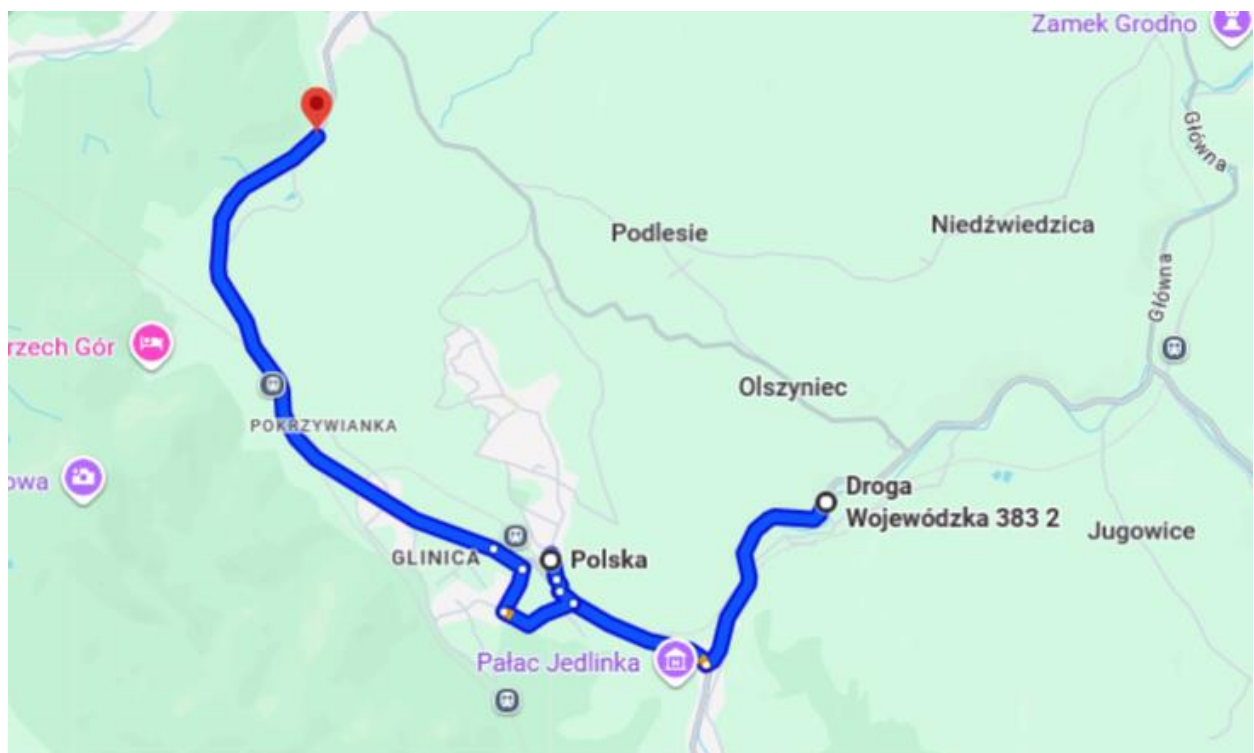 Zamek Grodno
Główna
Podlesie
Niedźwiedzica
Główna
rzech Gór
Olszyniec
POKRZYWIANKA
owa
Droga
Wojewódzka 383 2
Jugowice
GLINICA
Polska
Pałac Jedlinka